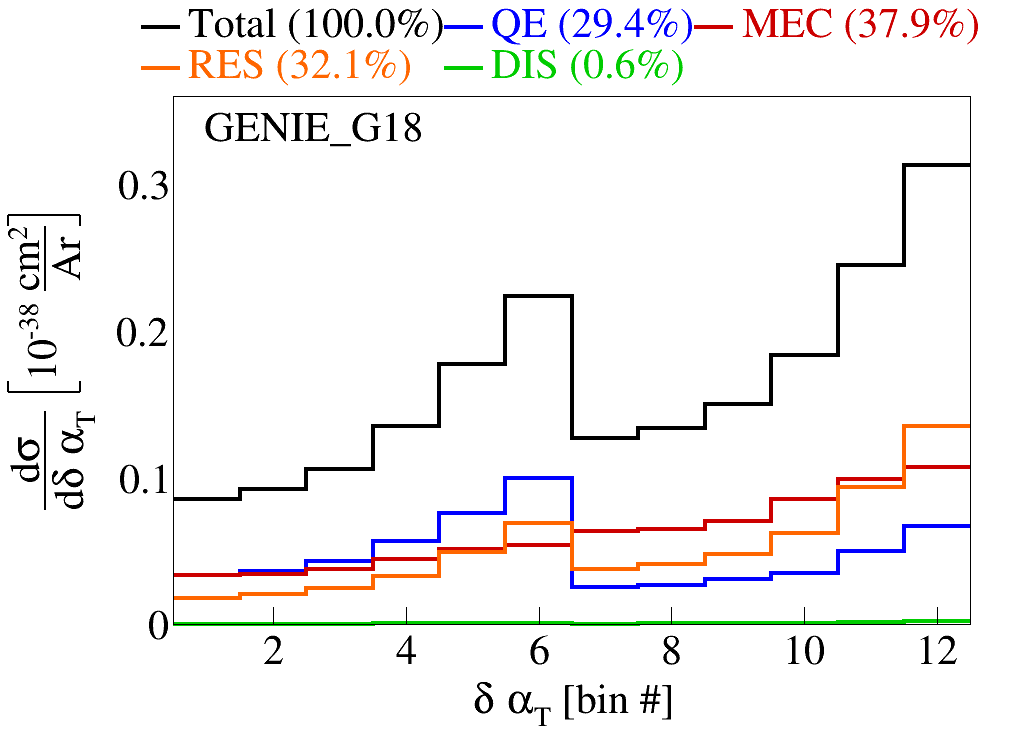 Total (100.0%) QE (29.4%) MEC (37.9%)
RES (32.1%) DIS (0.6%)
GENIE_G18
dσ/dδ α_T [10^-38 cm^2/Ar]
0.3
0.2
0.1
0
2 4 6 8 10 12
δ α_T [bin #]